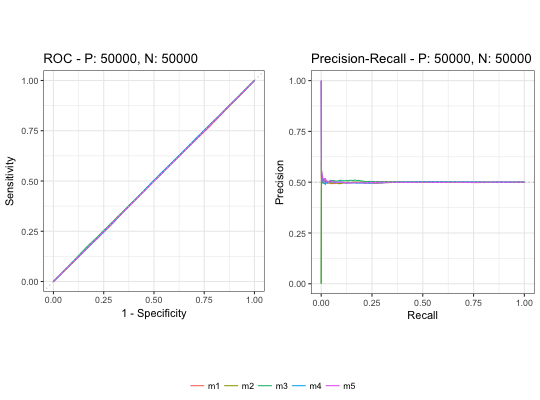 ROC - P: 50000, N: 50000
1.00
0.75
0.50
0.25
0.00
Sensitivity
0.00 0.25 0.50 0.75 1.00
1 - Specificity
Precision-Recall - P: 50000, N: 50000
1.00
0.75
0.50
0.25
0.00
Precision
0.00 0.25 0.50 0.75 1.00
Recall
m1 m2 m3 m4 m5